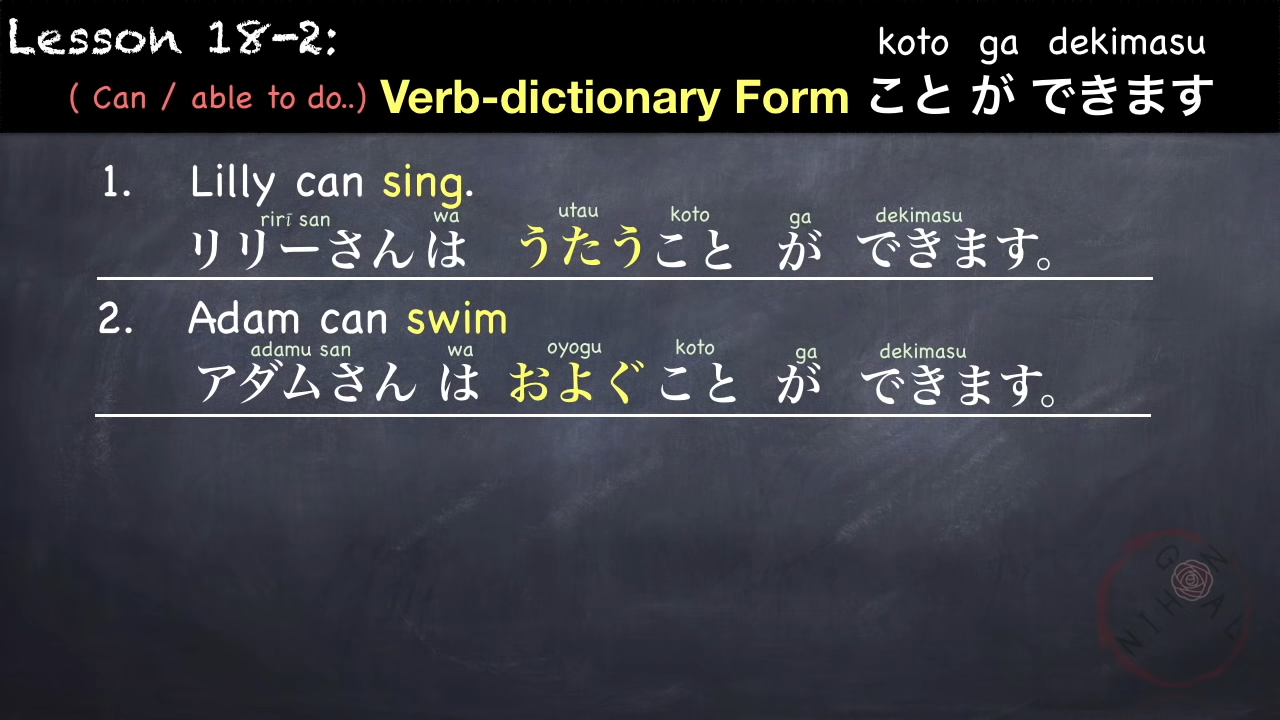 Lesson 18-2:
koto ga dekimasu
( Can / able to do..) Verb-dictionary Form ことができます
1. Lilly can sing.
rirī san wa utau koto ga dekimasu
リリーさんは うたうこと が できます。
2. Adam can swim
adamu san wa oyogu koto ga dekimasu
アダムさん は およぐ こと が できます。
NIHONGOAL